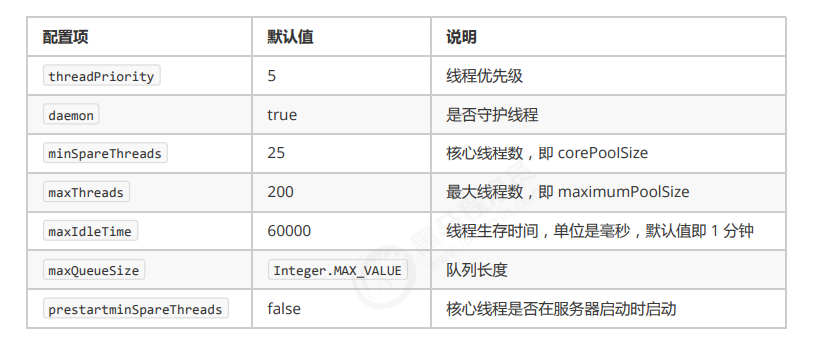 配置项 默认值 说明
threadPriority 5 线程优先级
daemon true 是否守护线程
minSpareThreads 25 核心线程数，即 corePoolSize
maxThreads 200 最大线程数，即 maximumPoolSize
maxIdleTime 60000 线程生存时间，单位是毫秒，默认值即 1 分钟
maxQueueSize Integer.MAX_VALUE 队列长度
prestartminSpareThreads false 核心线程是否在服务器启动时启动